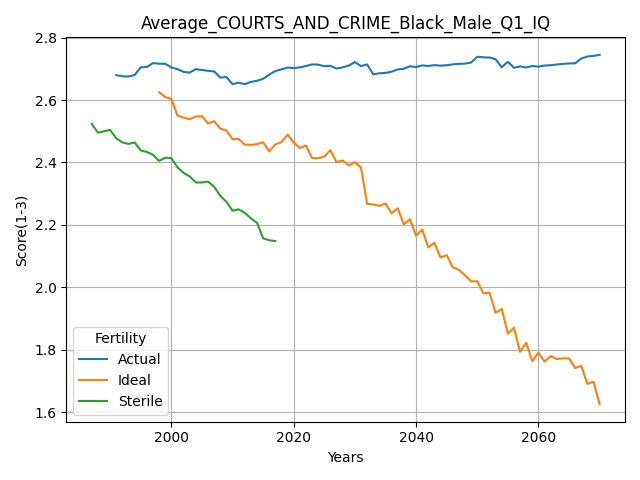 Average_COURTS_AND_CRIME_Black_Male_Q1_IQ
2.8
2.6
2.4
2.2
2.0
1.8
1.6
Score(1-3)
Fertility
Actual
Ideal
Sterile
2000 2020 2040 2060
Years